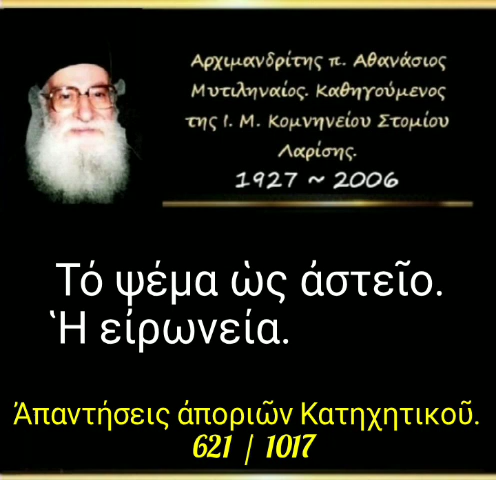 Αρχιμανδρίτης π. Αθανάσιος
Μυτιληναίος. Καθηγούμενος
της Ι. Μ. Κομνηνείου Στομίου
Λαρίσης.
1927 ~ 2006
Τό ψέμα ὡς ἀστεῖο.
Ἡ εἰρωνεία.
Ἀπαντήσεις ἀποριῶν Κατηχητικοῦ.
621 / 1017